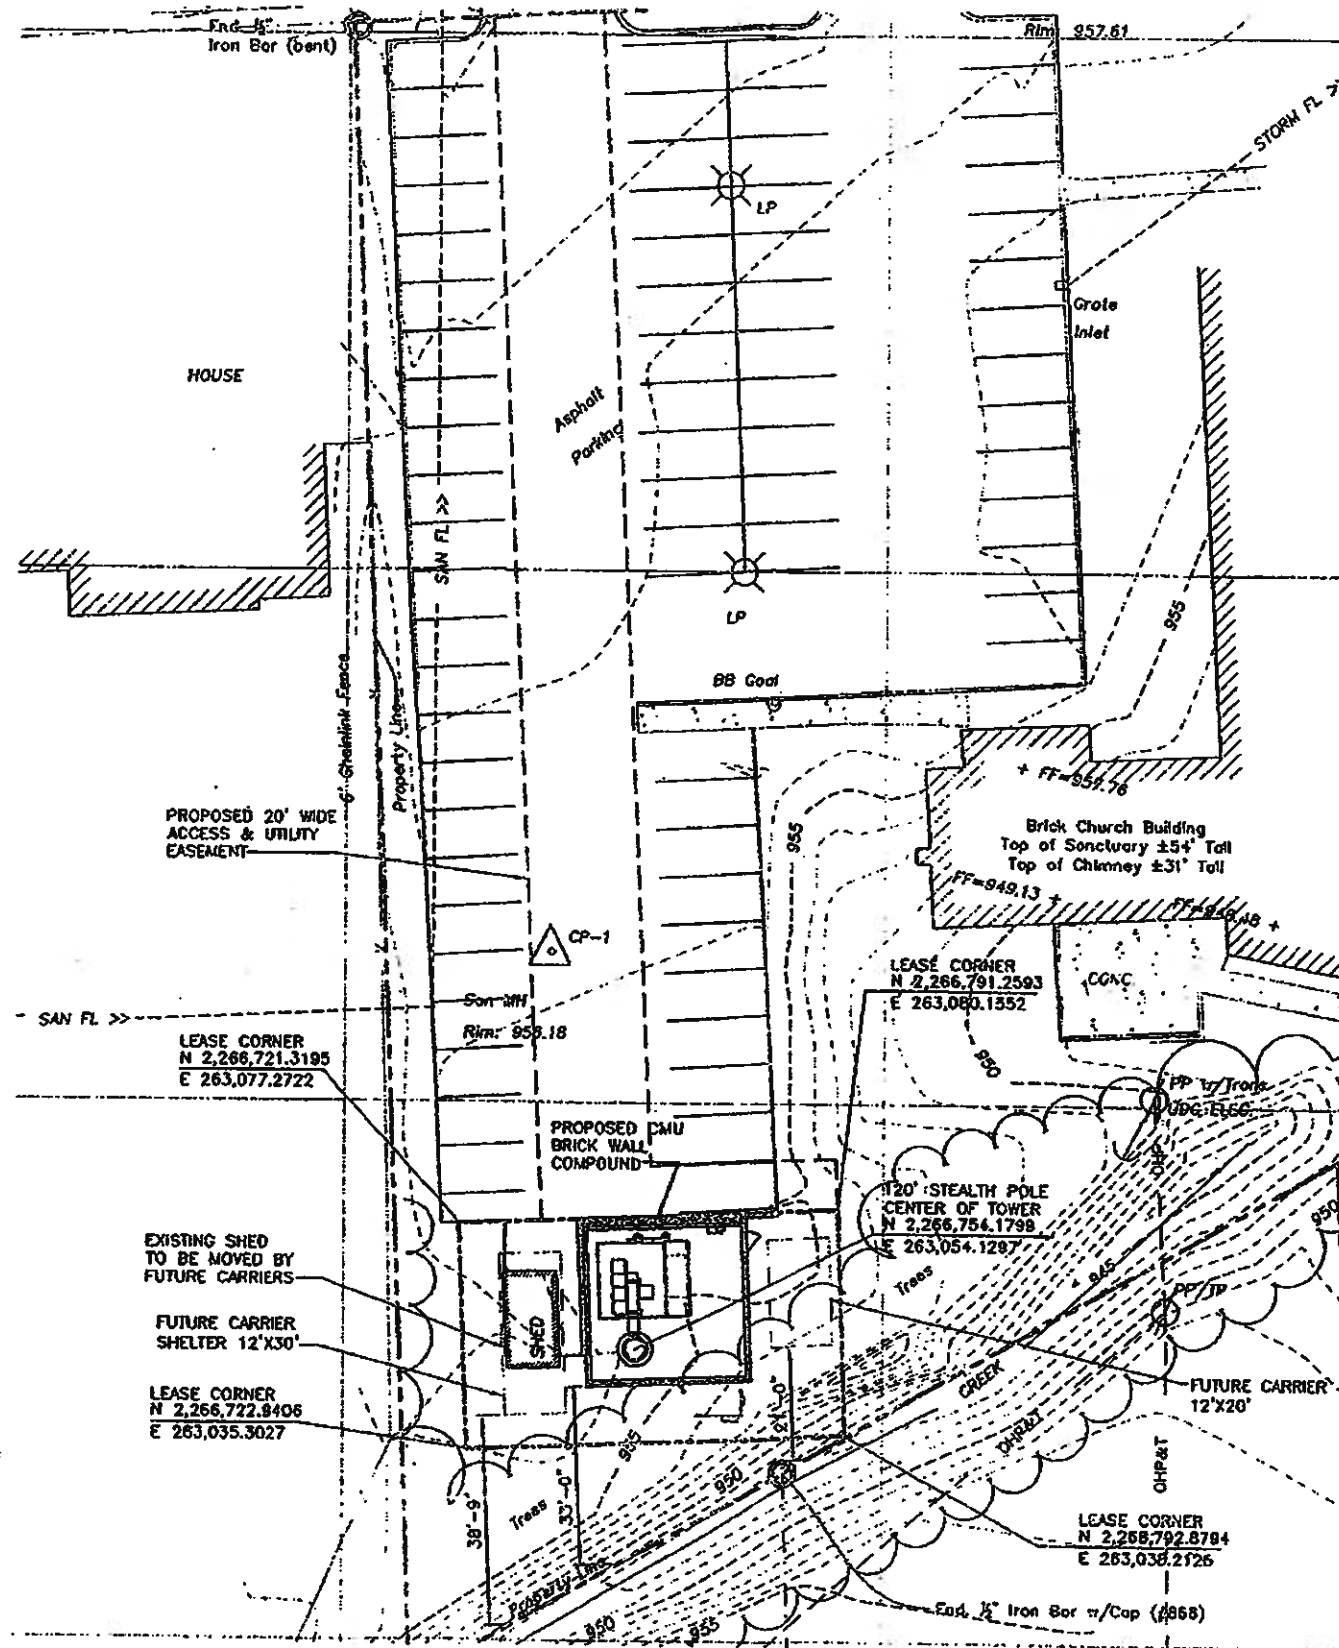 Fnd ½"
Iron Bar (bent)
Rim 957.61
STORM FL >
LP
Grate
Inlet
HOUSE
Asphalt
Parking
SAN FL >>
LP
955
BB Goal
6' Chainlink Fence
Property Line
+ FF=957.76
PROPOSED 20' WIDE
ACCESS & UTILITY
EASEMENT
955
Brick Church Building
Top of Sanctuary ±54' Tall
Top of Chimney ±31' Tall
FF=949.13 +
CP-1
LEASE CORNER
N 2,266,791.2593
E 263,080.1552
CONC.
San MH
Rim: 956.18
SAN FL >>
LEASE CORNER
N 2,266,721.3195
E 263,077.2722
950
PP w/Trans.
UDG ELEC.
OHP
PROPOSED CMU
BRICK WALL
COMPOUND
120' STEALTH POLE
CENTER OF TOWER
N 2,266,754.1798
E 263,054.1297
950
EXISTING SHED
TO BE MOVED BY
FUTURE CARRIERS
Trees
945
PP/TP
SHED
FUTURE CARRIER
SHELTER 12'X30'
CREEK
FUTURE CARRIER
12'X20'
LEASE CORNER
N 2,266,722.9406
E 263,035.3027
955
950
OHP&T
OHP&T
38'-9
Trees
33'-0"
LEASE CORNER
N 2,266,792.8794
E 263,038.2126
Property Line
950
955
Fnd. ½" Iron Bar w/Cap